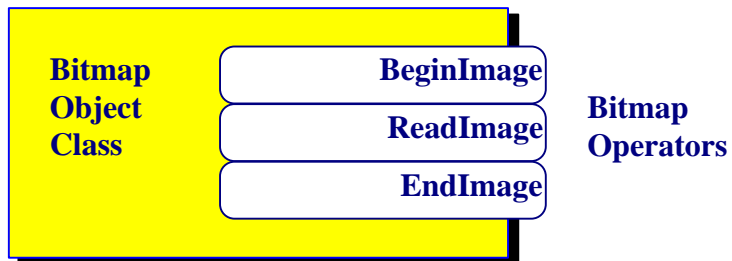 Bitmap
Object
Class
BeginImage
ReadImage
EndImage
Bitmap
Operators